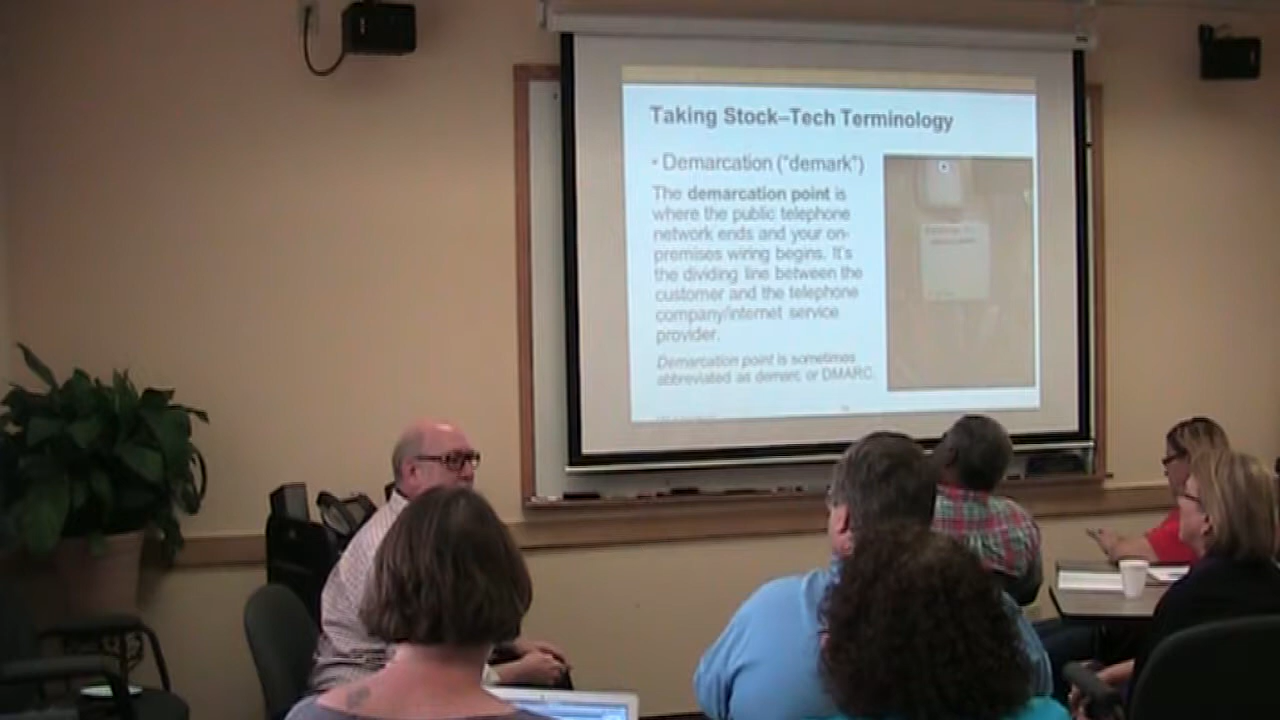 Taking Stock–Tech Terminology
• Demarcation ("demark")
The demarcation point is
where the public telephone
network ends and your on-
premises wiring begins. It's
the dividing line between the
customer and the telephone
company/internet service
provider.
Demarcation point is sometimes
abbreviated as demarc or DMARC.